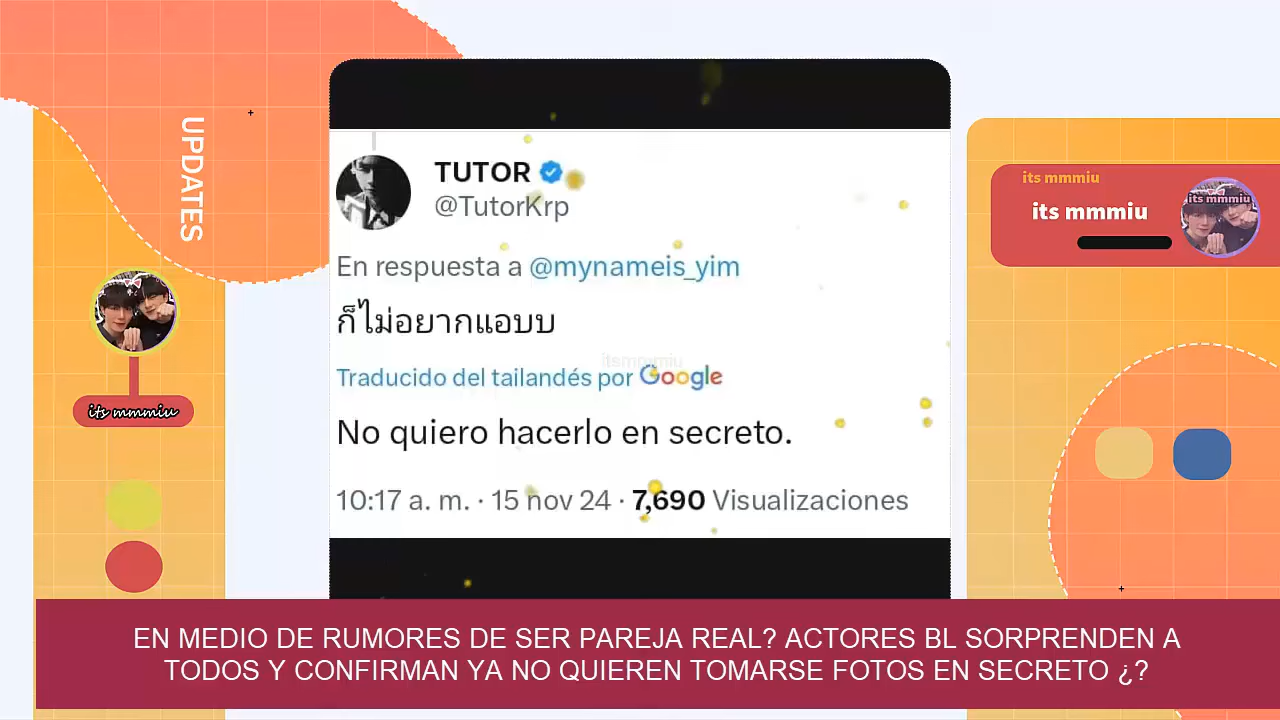 UPDATES
TUTOR
@TutorKrp
its mmmiu
its mmmiu
its mmmiu
En respuesta a @mynameis_yim
ก็ไม่อยากแอบบ
itsmmmiu
Traducido del tailandés por Google
its mmmiu
No quiero hacerlo en secreto.
10:17 a. m. · 15 nov 24 · 7,690 Visualizaciones
EN MEDIO DE RUMORES DE SER PAREJA REAL? ACTORES BL SORPRENDEN A
TODOS Y CONFIRMAN YA NO QUIEREN TOMARSE FOTOS EN SECRETO ¿?